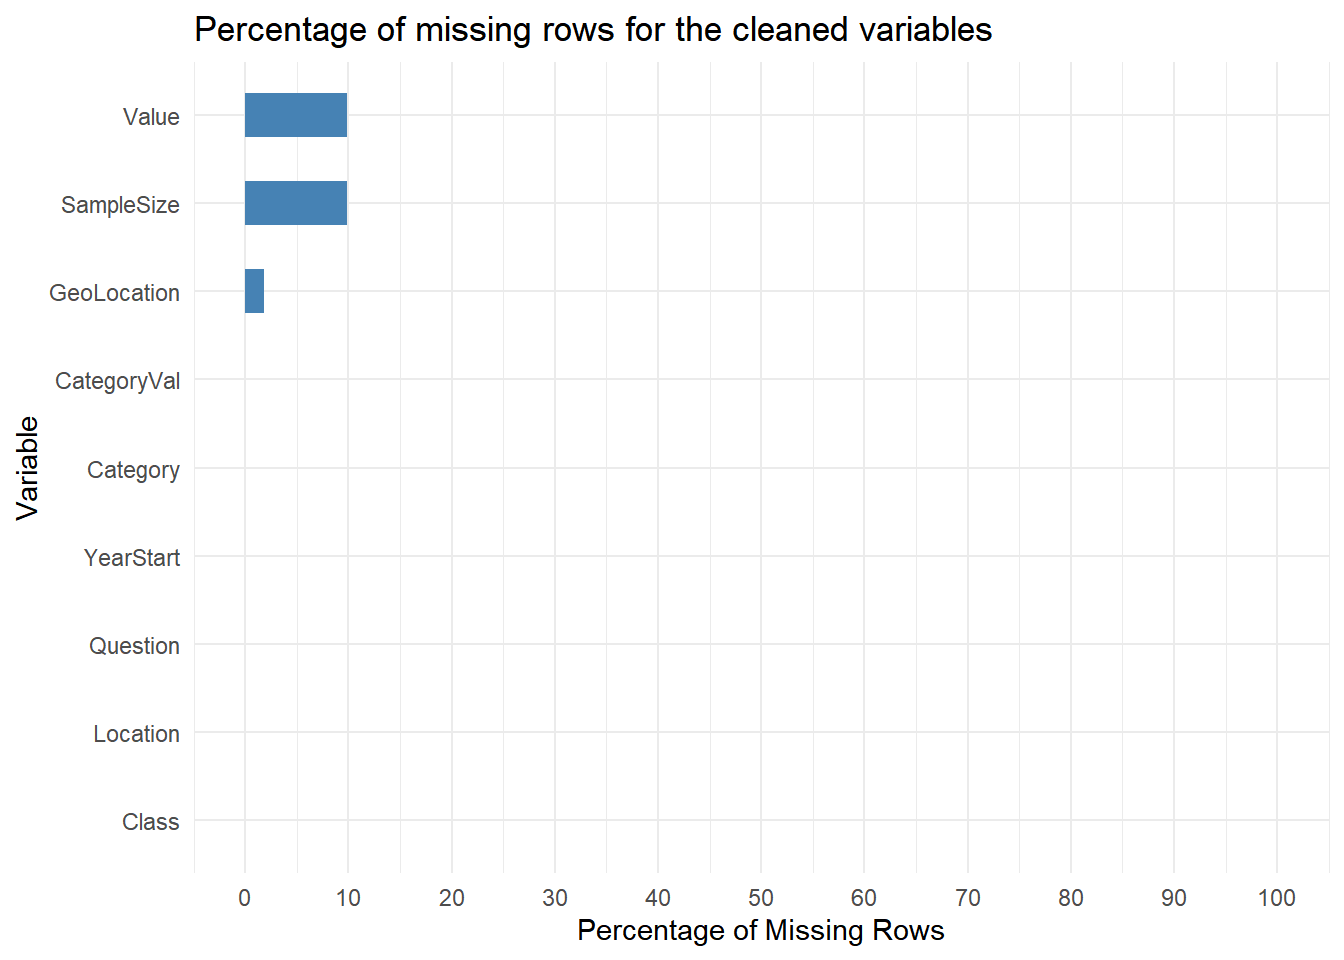 Percentage of missing rows for the cleaned variables
Value
SampleSize
GeoLocation
CategoryVal
Category
YearStart
Question
Location
Class
Variable
0 10 20 30 40 50 60 70 80 90 100
Percentage of Missing Rows